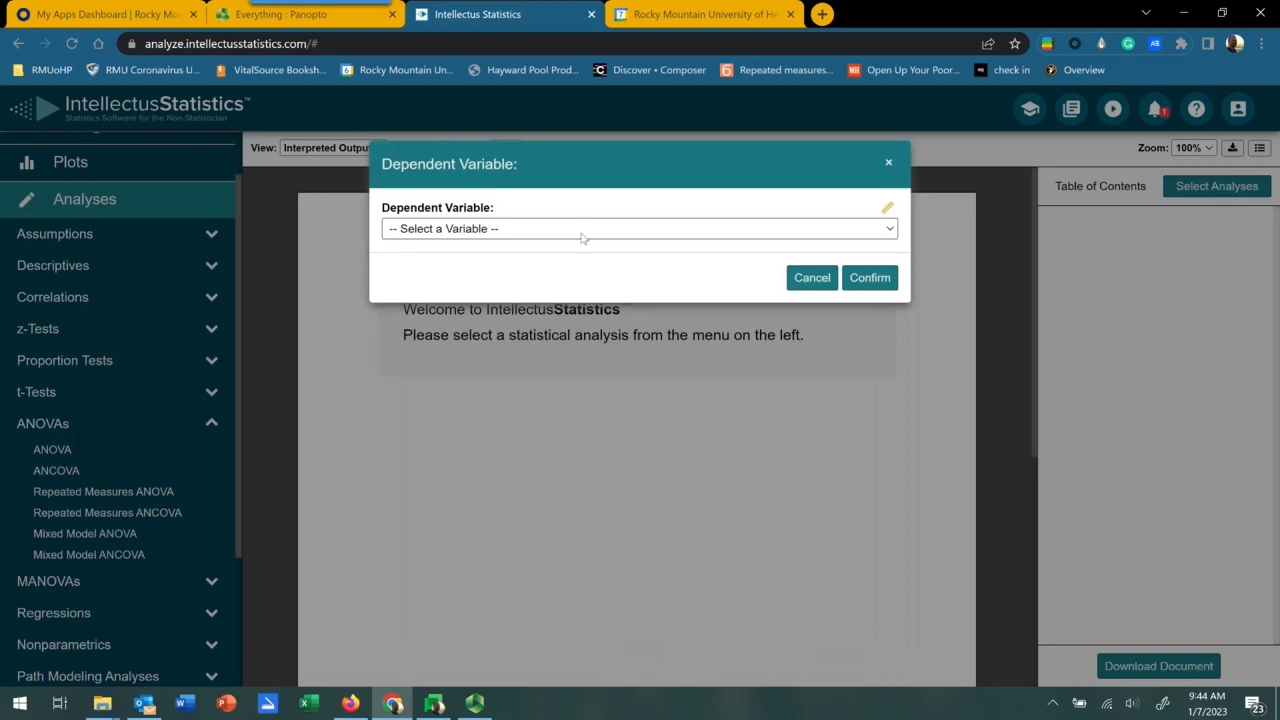 My Apps Dashboard | Rocky Mo
Everything : Panopto
Intellectus Statistics
Rocky Mountain University of He
analyze.intellectusstatistics.com/#
RMUoHP
RMU Coronavirus U...
VitalSource Booksh...
Rocky Mountain Un...
Hayward Pool Prod...
Discover • Composer
Repeated measures...
Open Up Your Poor...
check in
Overview
IntellectusStatistics™
Statistics Software for the Non-Statistician
1
Plots
Analyses
Assumptions
Descriptives
Correlations
z-Tests
Proportion Tests
t-Tests
ANOVAs
ANOVA
ANCOVA
Repeated Measures ANOVA
Repeated Measures ANCOVA
Mixed Model ANOVA
Mixed Model ANCOVA
MANOVAs
Regressions
Nonparametrics
Path Modeling Analyses
View: Interpreted Outpu
Zoom: 100%
Dependent Variable:
Dependent Variable:
-- Select a Variable --
Cancel
Confirm
Welcome to IntellectusStatistics
Please select a statistical analysis from the menu on the left.
Table of Contents
Select Analyses
Download Document
9:44 AM
1/7/2023
23